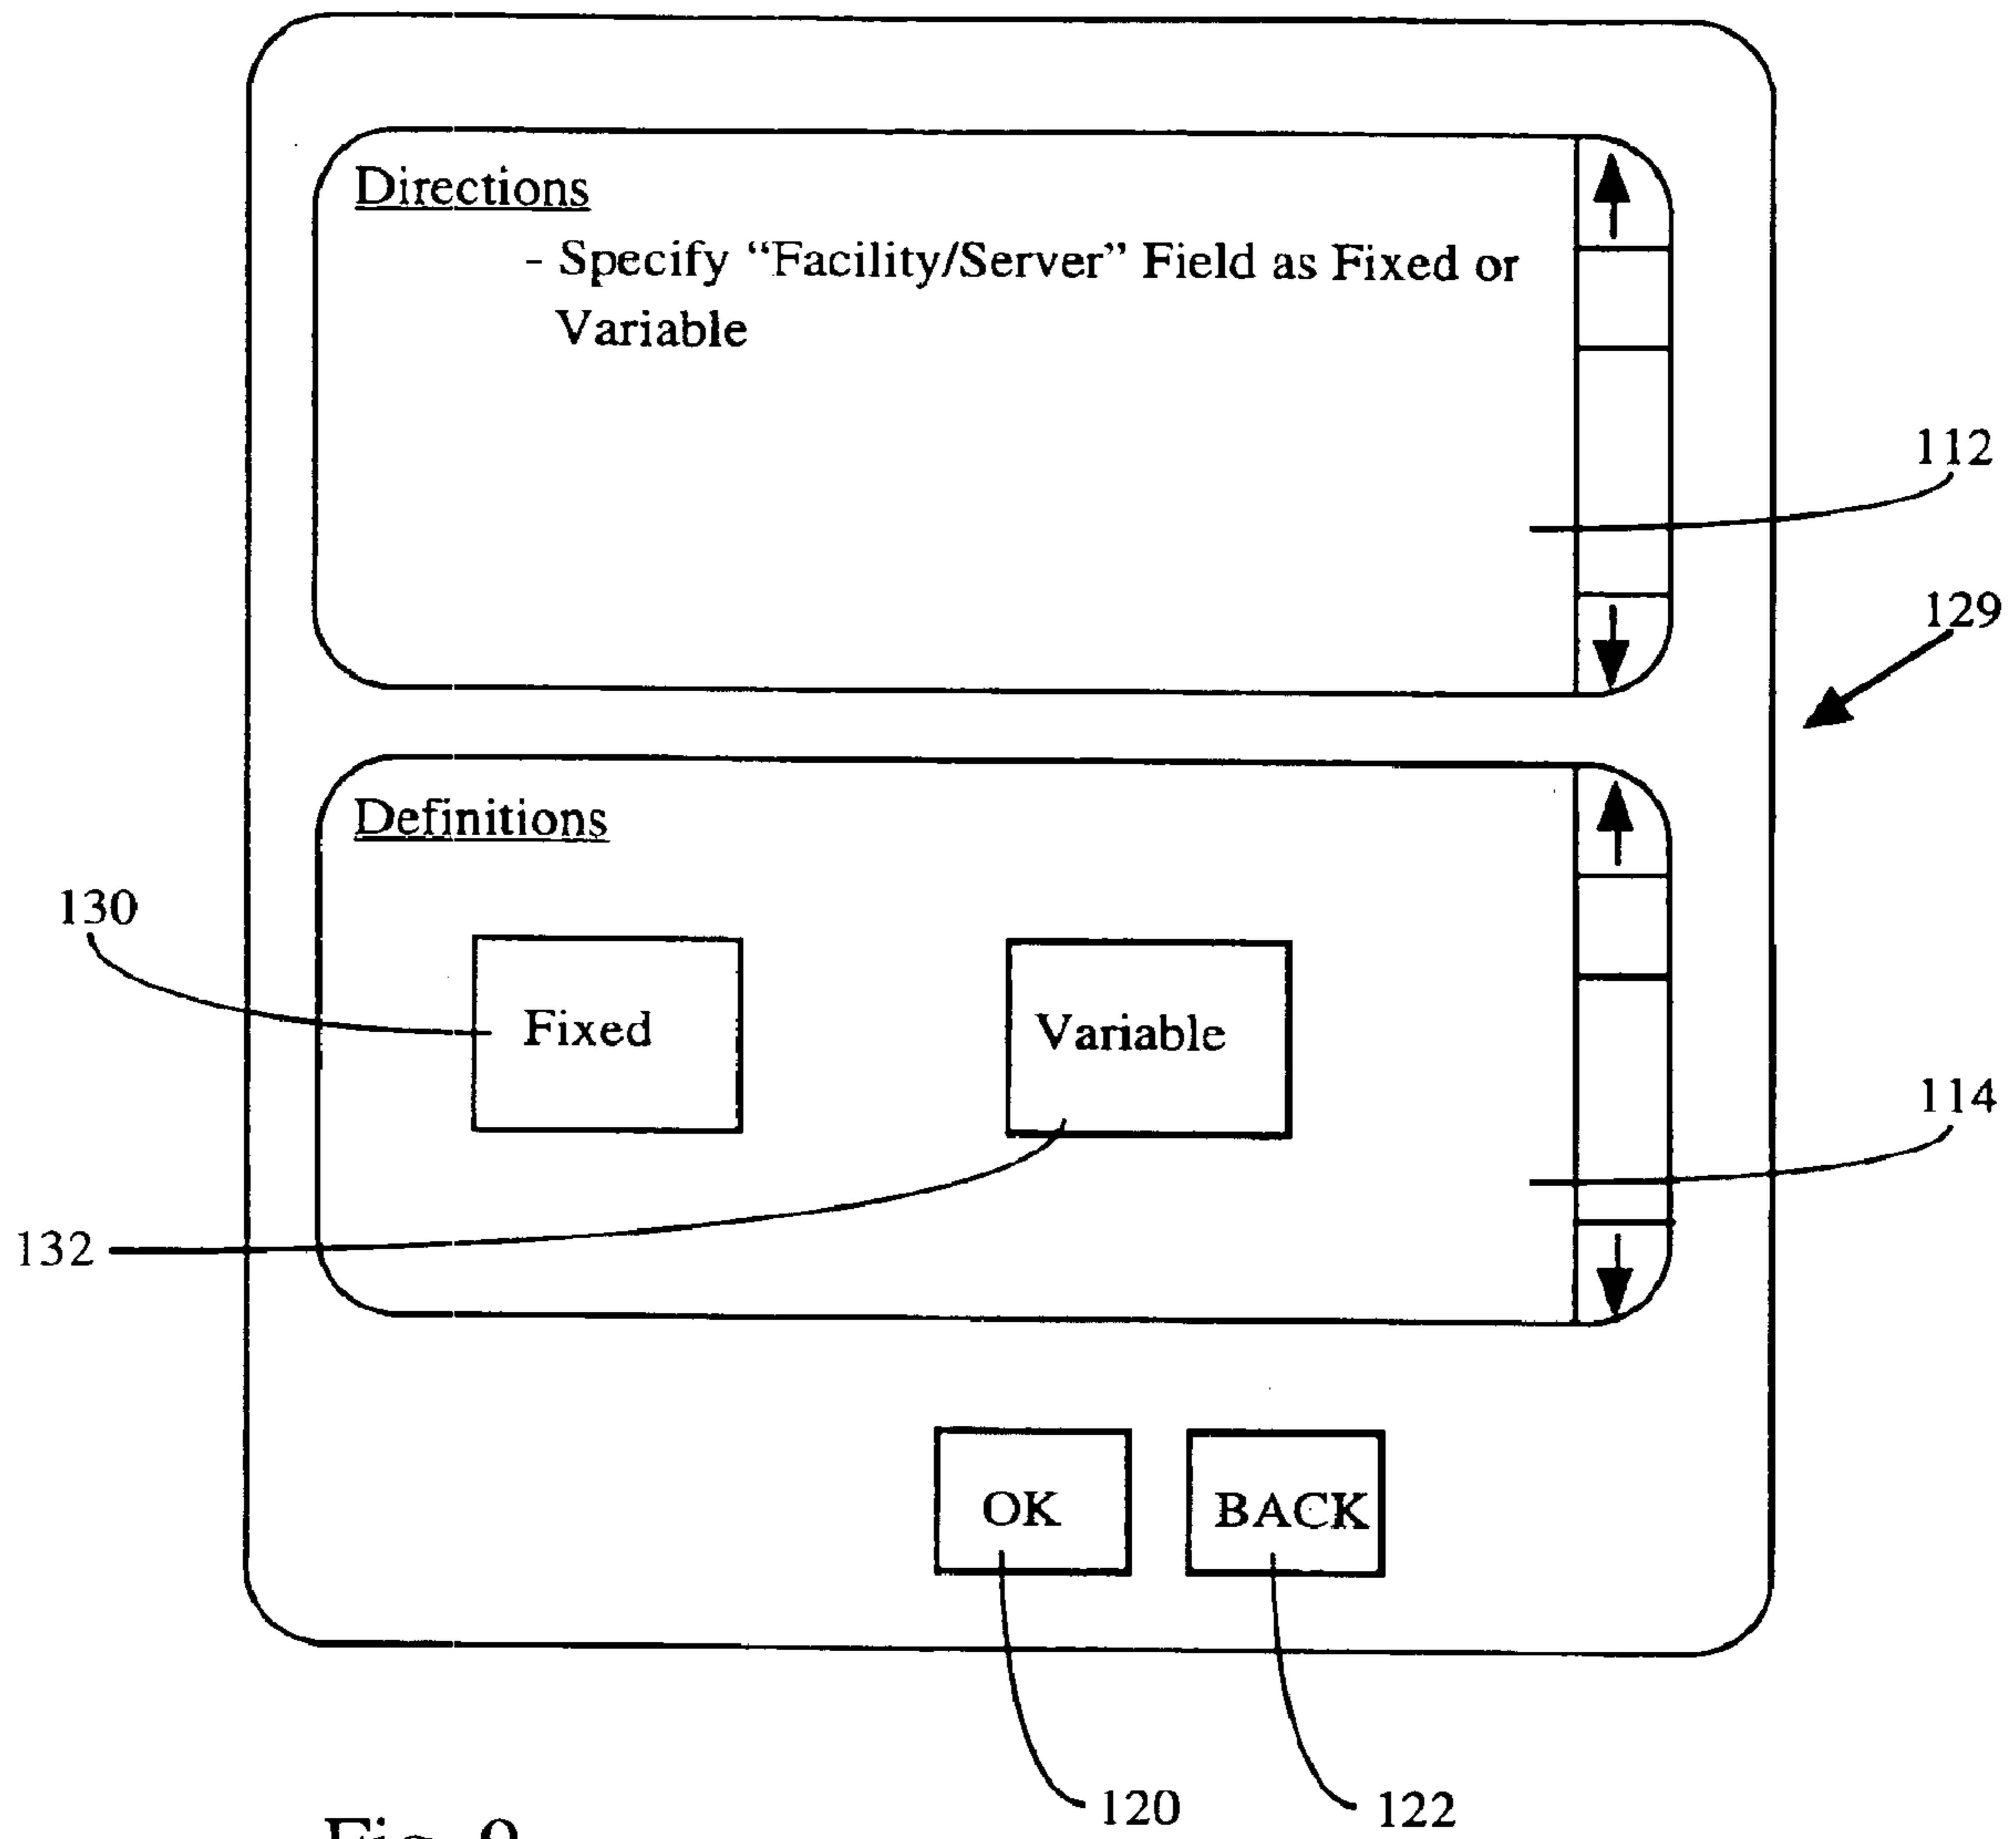 Directions
- Specify “Facility/Server” Field as Fixed or
Variable
112
129
Definitions
130
Fixed
Variable
114
132
OK
BACK
120
122